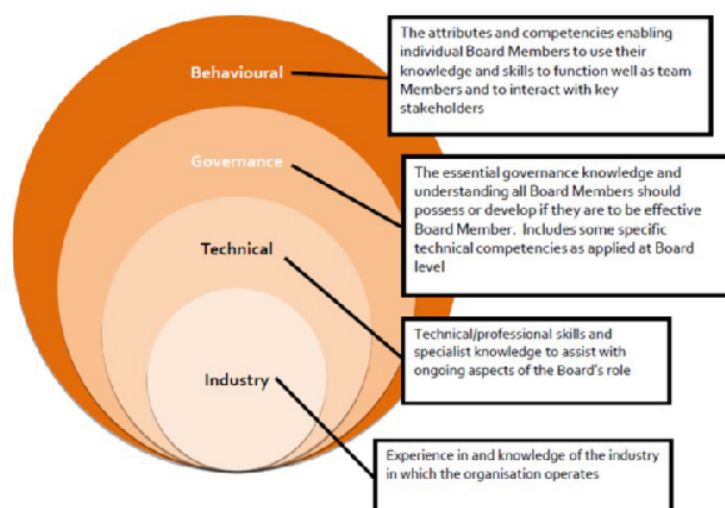 Behavioural
The attributes and competencies enabling
individual Board Members to use their
knowledge and skills to function well as team
Members and to interact with key
stakeholders
Governance
The essential governance knowledge and
understanding all Board Members should
possess or develop if they are to be effective
Board Member. Includes some specific
technical competencies as applied at Board
level
Technical
Technical/professional skills and
specialist knowledge to assist with
ongoing aspects of the Board's role
Industry
Experience in and knowledge of the industry
in which the organisation operates